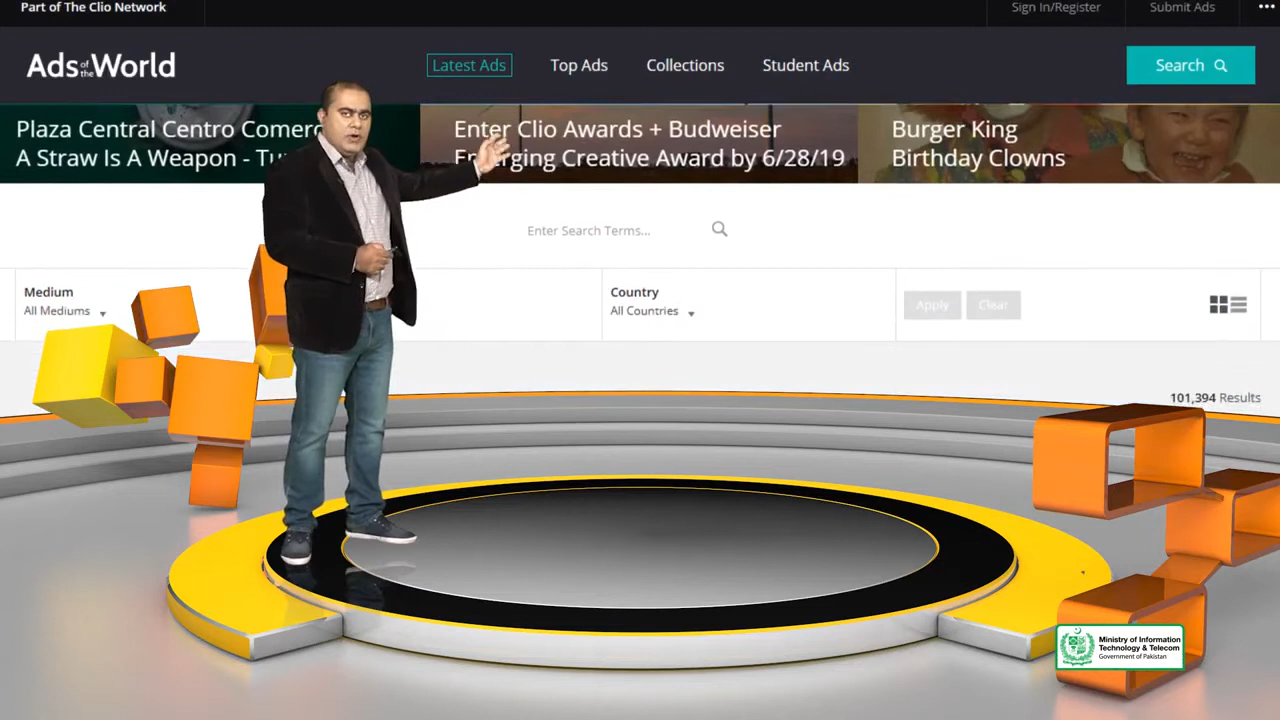 Part of The Clio Network
Sign In/Register
Submit Ads
Ads of the World
Latest Ads
Top Ads
Collections
Student Ads
Search
Plaza Central Centro
A Straw Is A Weapon -
Enter Clio Awards + Budweiser
Emerging Creative Award by 6/28/19
Burger King
Birthday Clowns
Enter Search Terms...
Medium
All Mediums
Country
All Countries
Apply
Clear
101,394 Results
Ministry of Information
Technology & Telecom
Government of Pakistan